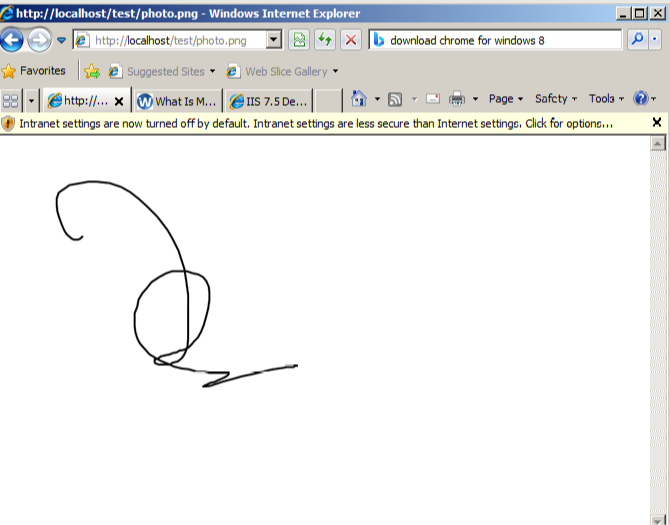 http://localhost/test/photo.png - Windows Internet Explorer
http://localhost/test/photo.png download chrome for windows 8
Favorites Suggested Sites Web Slice Gallery
http://... What Is M... IIS 7.5 De... Page Safety Tools
Intranet settings are now turned off by default. Intranet settings are less secure than Internet settings. Click for options...